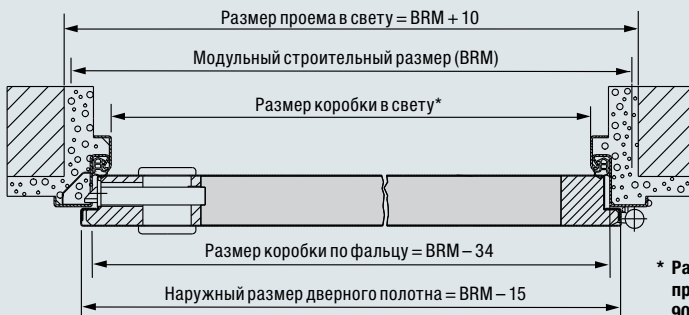 Размер проема в свету = BRM + 10
Модульный строительный размер (BRM)
Размер коробки в свету*
Размер коробки по фальцу = BRM – 34
Наружный размер дверного полотна = BRM – 15
*